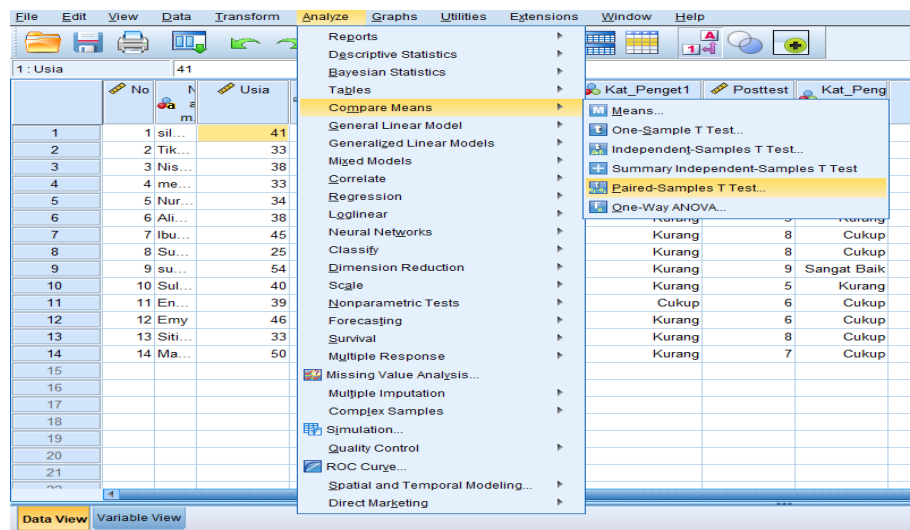 File Edit View Data Transform Analyze Graphs Utilities Extensions Window Help
1 : Usia 41
No Usia Kat_Penget1 Posttest Kat_Peng
1 1 sil... 41
2 2 Tik... 33
3 3 Nis... 38
4 4 me... 33
5 5 Nur... 34
6 6 Ali... 38
7 7 Ibu... 45 Kurang 8 Cukup
8 8 Su... 25 Kurang 8 Cukup
9 9 su... 54 Kurang 9 Sangat Baik
10 10 Sul... 40 Kurang 5 Kurang
11 11 En... 39 Cukup 6 Cukup
12 12 Emy 46 Kurang 6 Cukup
13 13 Siti... 33 Kurang 8 Cukup
14 14 Ma... 50 Kurang 7 Cukup
15
16
17
18
19
20
21
Reports
Descriptive Statistics
Bayesian Statistics
Tables
Compare Means
General Linear Model
Generalized Linear Models
Mixed Models
Correlate
Regression
Loglinear
Neural Networks
Classify
Dimension Reduction
Scale
Nonparametric Tests
Forecasting
Survival
Multiple Response
Missing Value Analysis...
Multiple Imputation
Complex Samples
Simulation...
Quality Control
ROC Curve...
Spatial and Temporal Modeling...
Direct Marketing
Means...
One-Sample T Test...
Independent-Samples T Test...
Summary Independent-Samples T Test
Paired-Samples T Test...
One-Way ANOVA...
Data View Variable View